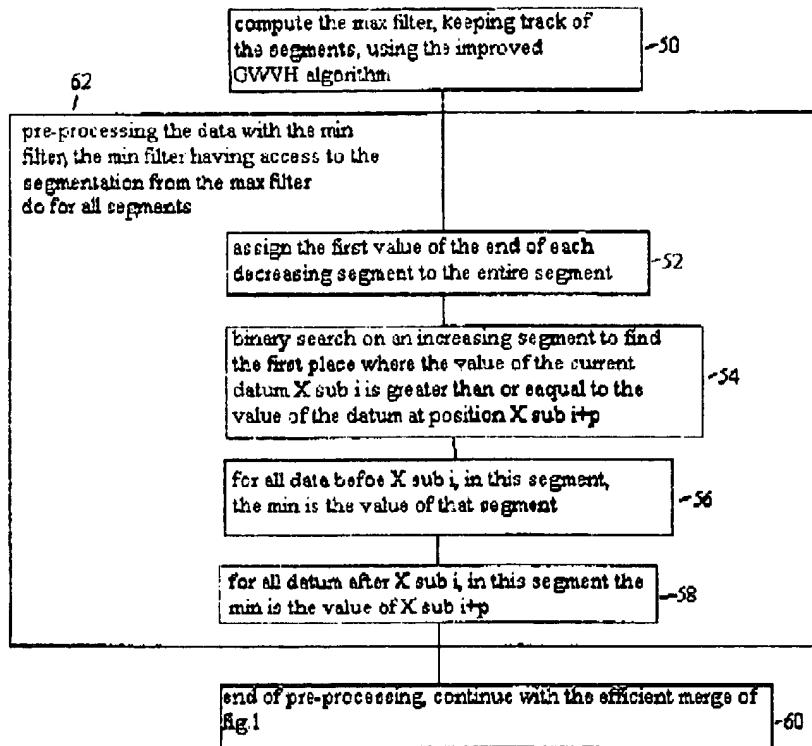 compute the max filter, keeping track of
the segments, using the improved
GWVH algorithm
50
62
pre-processing the data with the min
filter, the min filter having access to the
segmentation from the max filter
do for all segments
assign the first value of the end of each
decreasing segment to the entire segment
52
binary search on an increasing segment to find
the first place where the value of the current
datum X sub i is greater than or eaqual to the
value of the datum at position X sub i+p
54
for all data befoe X sub i, in this segment,
the min is the value of that segment
56
for all datum after X sub i, in this segment the
min is the value of X sub i+p
58
end of pre-processing, continue with the efficient merge of
fig.1
60